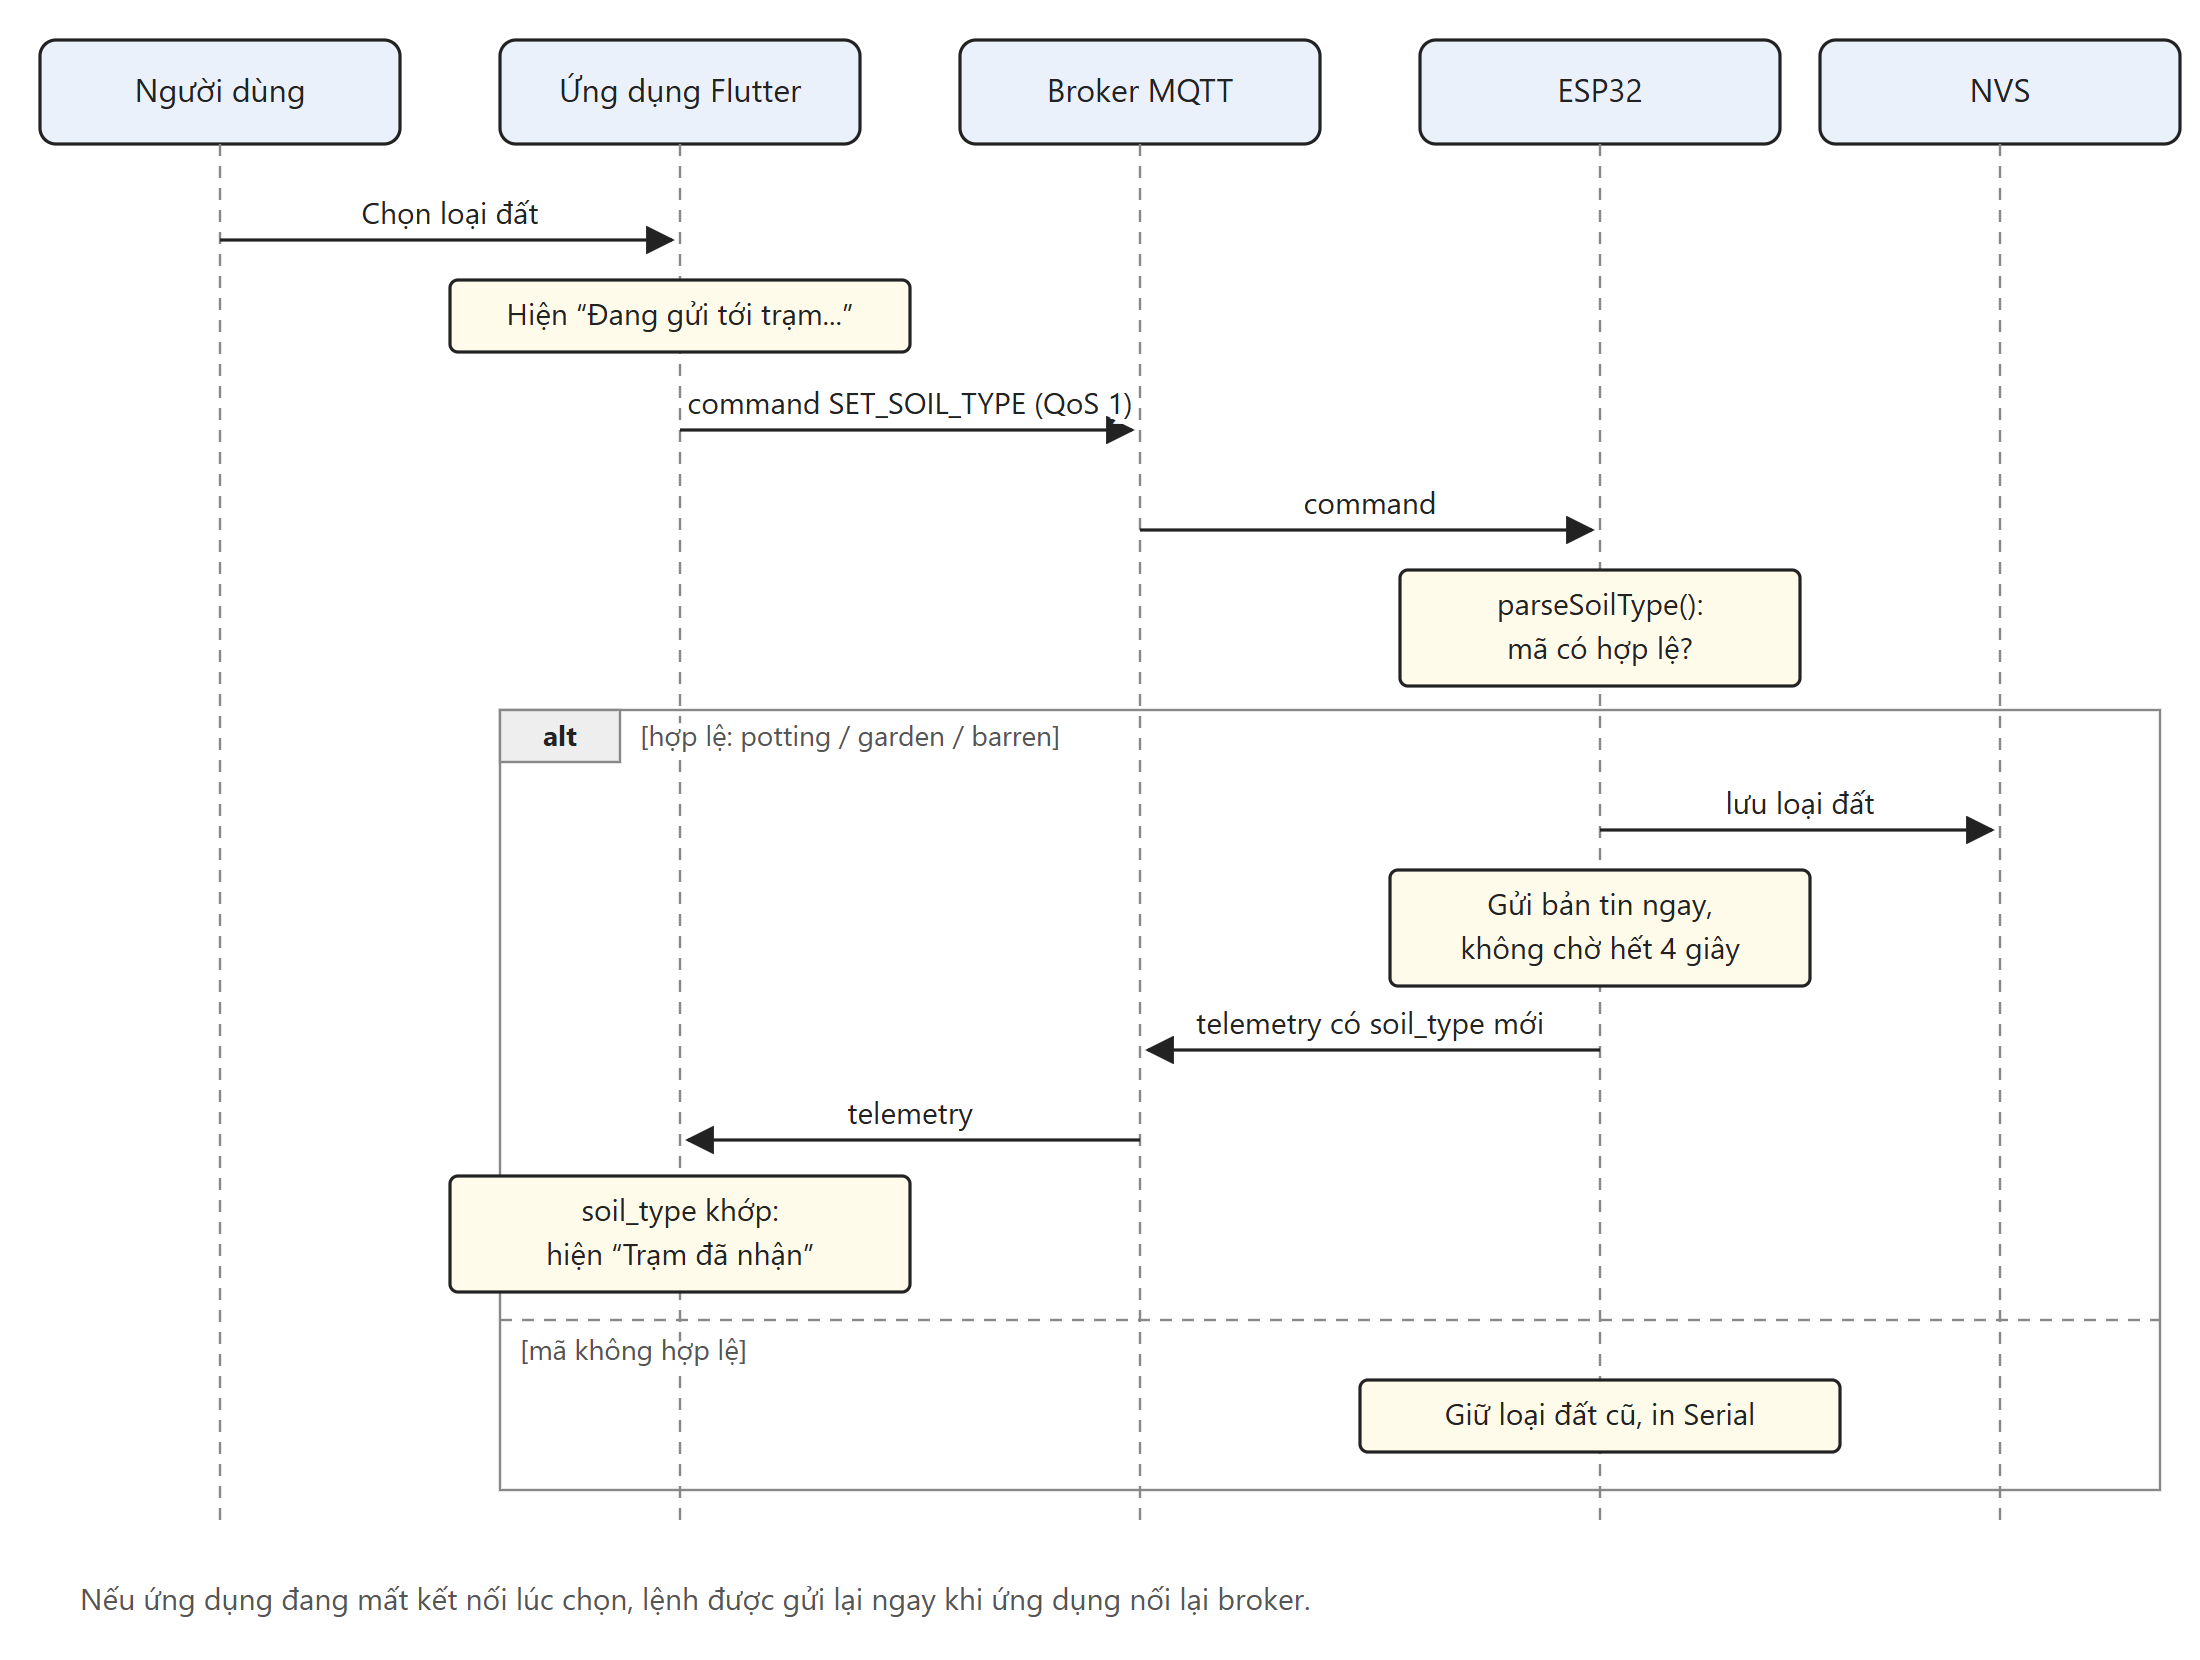 Người dùng
Ứng dụng Flutter
Broker MQTT
ESP32
NVS
Chọn loại đất
Hiện “Đang gửi tới trạm...”
command SET_SOIL_TYPE (QoS 1)
command
parseSoilType():
mã có hợp lệ?
alt
[hợp lệ: potting / garden / barren]
lưu loại đất
Gửi bản tin ngay,
không chờ hết 4 giây
telemetry có soil_type mới
telemetry
soil_type khớp:
hiện “Trạm đã nhận”
[mã không hợp lệ]
Giữ loại đất cũ, in Serial
Nếu ứng dụng đang mất kết nối lúc chọn, lệnh được gửi lại ngay khi ứng dụng nối lại broker.